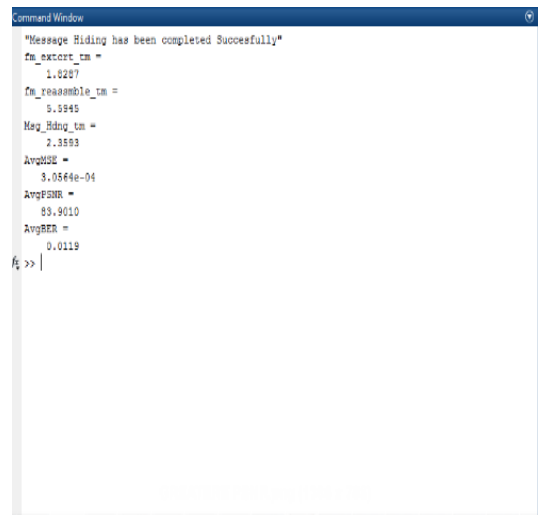 Command Window
"Message Hiding has been completed Succesfully"
fm_extcrt_tm =
1.8287
fm_reassmble_tm =
5.5945
Msg_Hdng_tm =
2.3593
AvgMSE =
3.0564e-04
AvgPSNR =
83.9010
AvgBER =
0.0119
fx >>